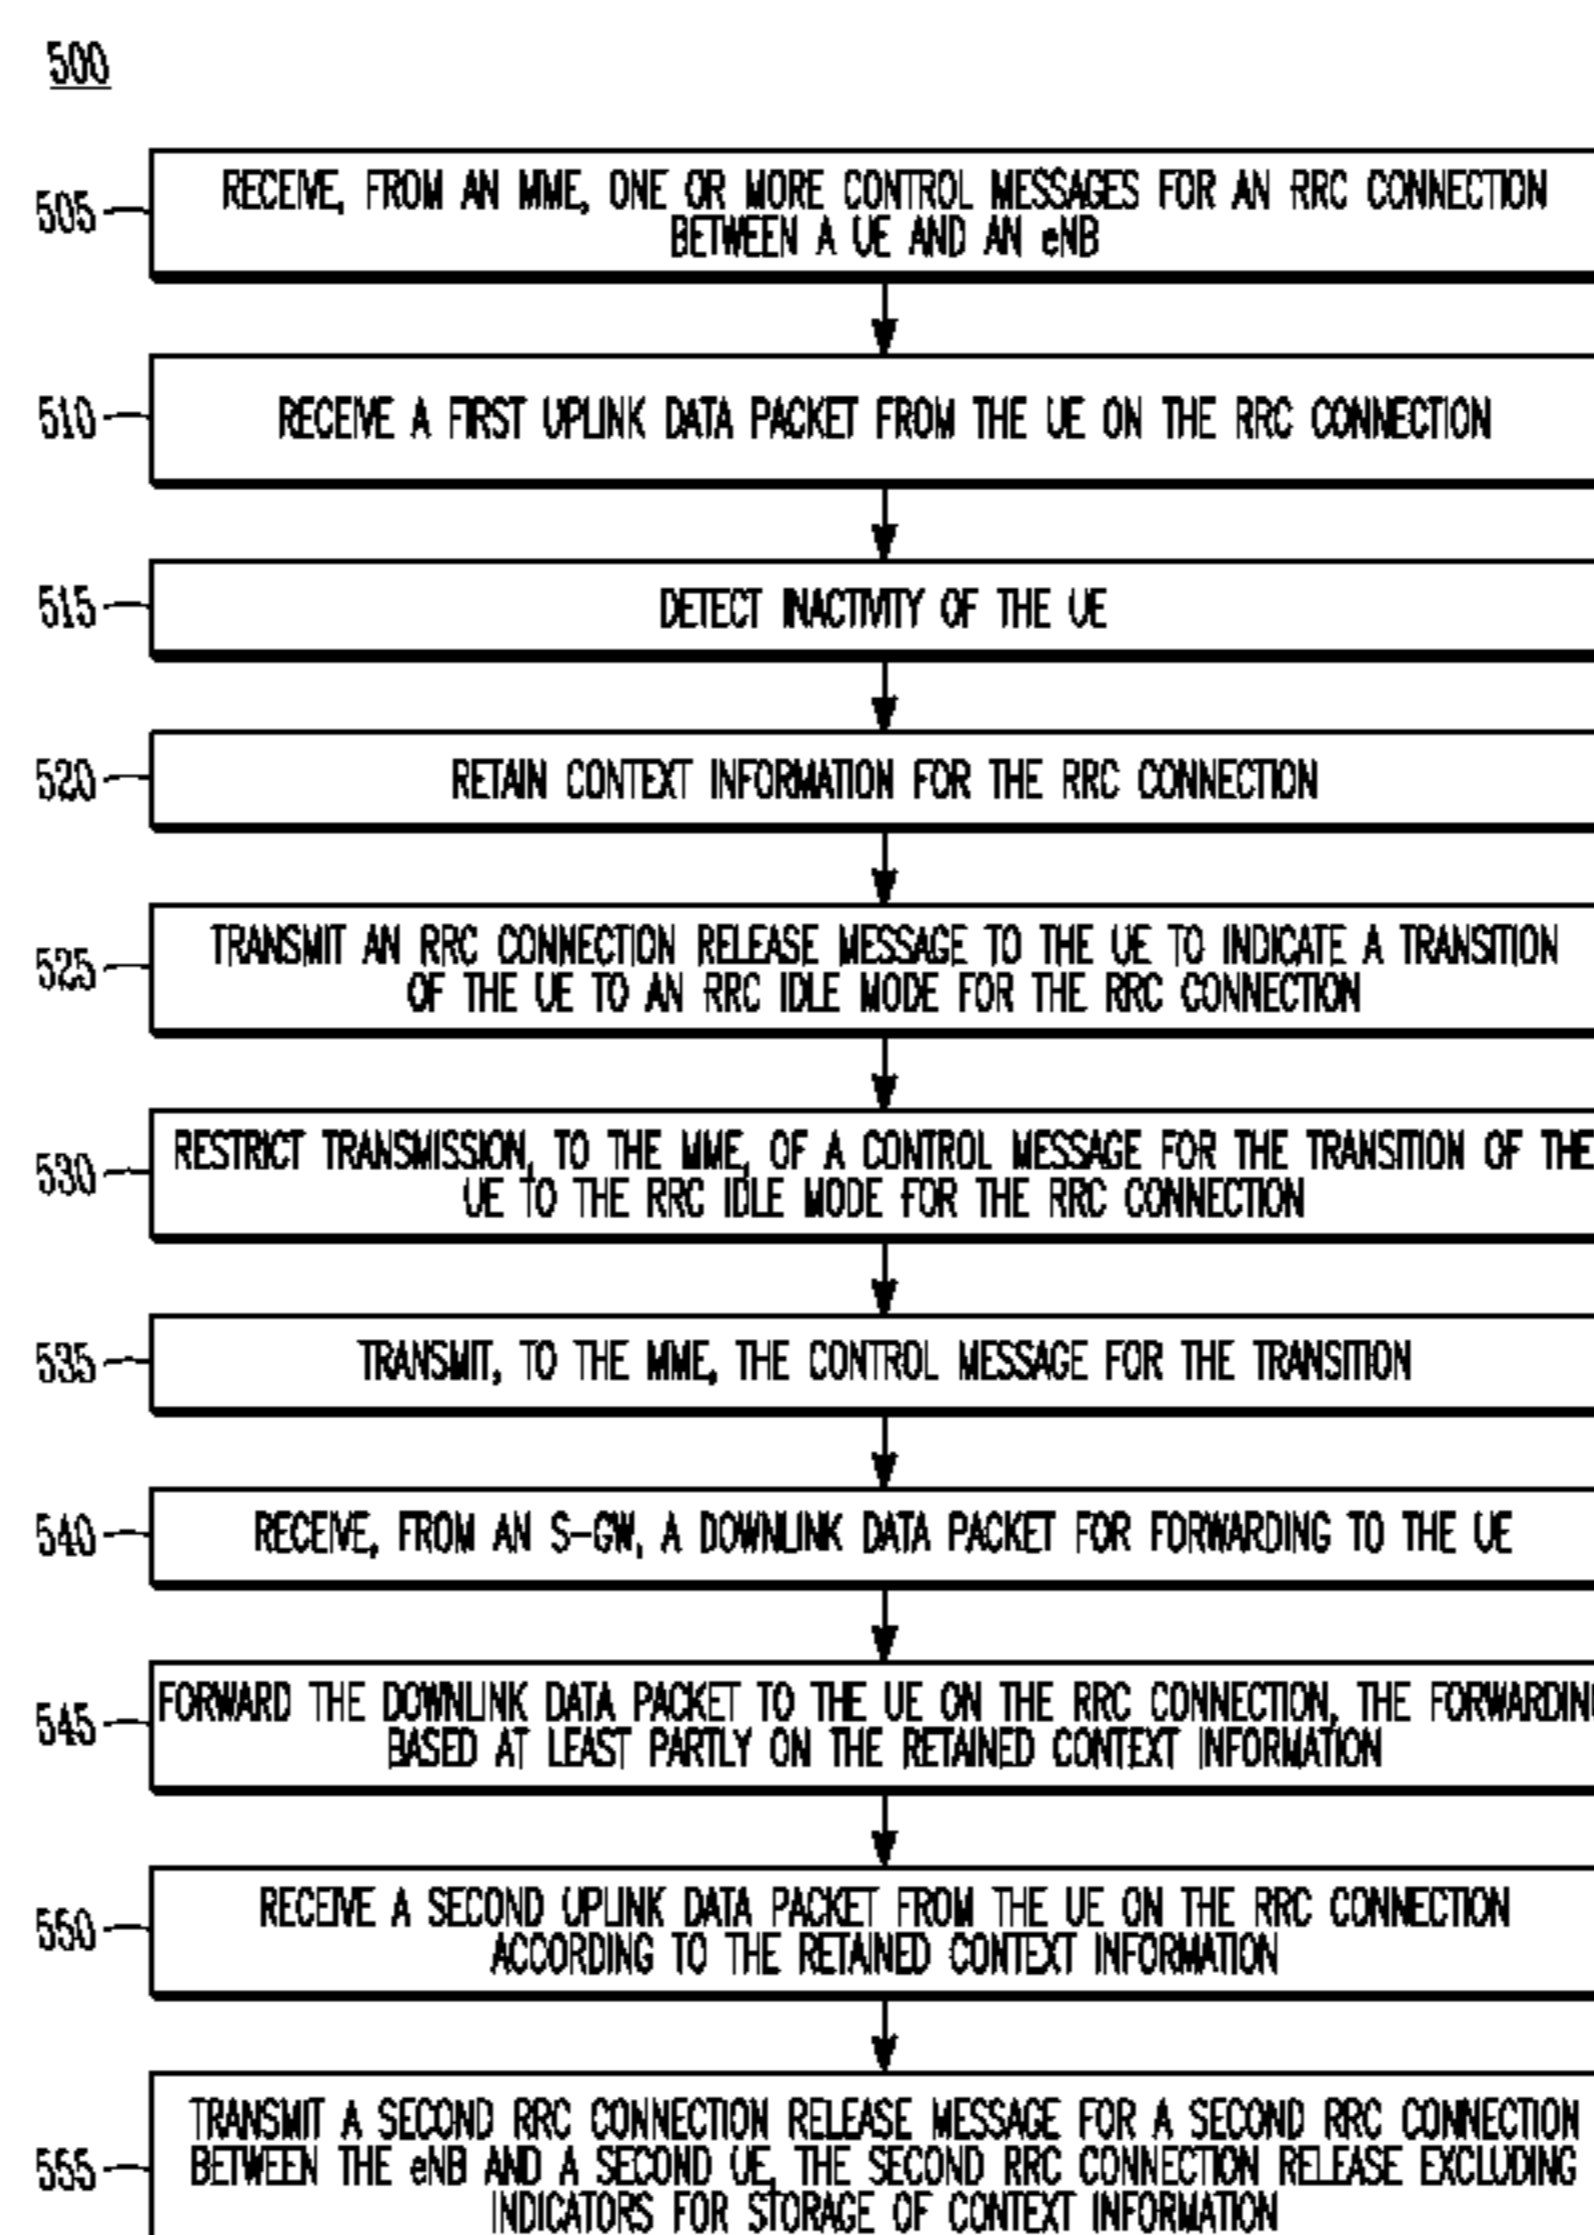 500
505
RECEIVE, FROM AN MME, ONE OR MORE CONTROL MESSAGES FOR AN RRC CONNECTION
BETWEEN A UE AND AN eNB
510
RECEIVE A FIRST UPLINK DATA PACKET FROM THE UE ON THE RRC CONNECTION
515
DETECT INACTIVITY OF THE UE
520
RETAIN CONTEXT INFORMATION FOR THE RRC CONNECTION
525
TRANSMIT AN RRC CONNECTION RELEASE MESSAGE TO THE UE TO INDICATE A TRANSITION
OF THE UE TO AN RRC IDLE MODE FOR THE RRC CONNECTION
530
RESTRICT TRANSMISSION, TO THE MME, OF A CONTROL MESSAGE FOR THE TRANSITION OF THE
UE TO THE RRC IDLE MODE FOR THE RRC CONNECTION
535
TRANSMIT, TO THE MME, THE CONTROL MESSAGE FOR THE TRANSITION
540
RECEIVE, FROM AN S-GW, A DOWNLINK DATA PACKET FOR FORWARDING TO THE UE
545
FORWARD THE DOWNLINK DATA PACKET TO THE UE ON THE RRC CONNECTION, THE FORWARDING
BASED AT LEAST PARTLY ON THE RETAINED CONTEXT INFORMATION
550
RECEIVE A SECOND UPLINK DATA PACKET FROM THE UE ON THE RRC CONNECTION
ACCORDING TO THE RETAINED CONTEXT INFORMATION
555
TRANSMIT A SECOND RRC CONNECTION RELEASE MESSAGE FOR A SECOND RRC CONNECTION
BETWEEN THE eNB AND A SECOND UE, THE SECOND RRC CONNECTION RELEASE EXCLUDING
INDICATORS FOR STORAGE OF CONTEXT INFORMATION